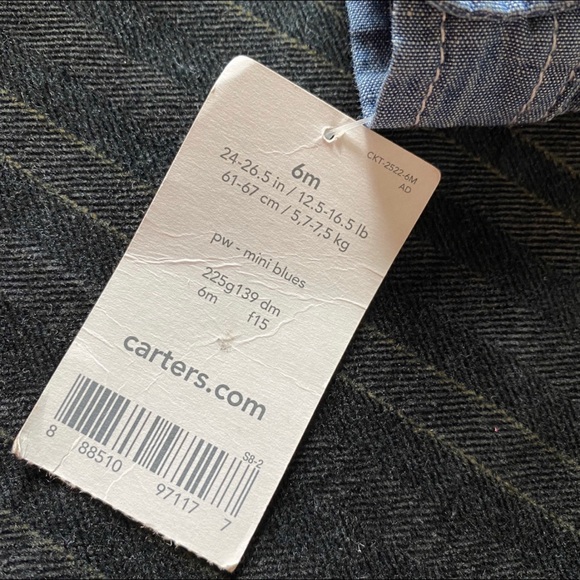 CKT-2522-6M
AD
6m
24-26.5 in / 12.5-16.5 lb
61-67 cm / 5,7-7,5 kg
pw - mini blues
225g139 dm
6m f15
carters.com
S8-2
8 88510 97117 7